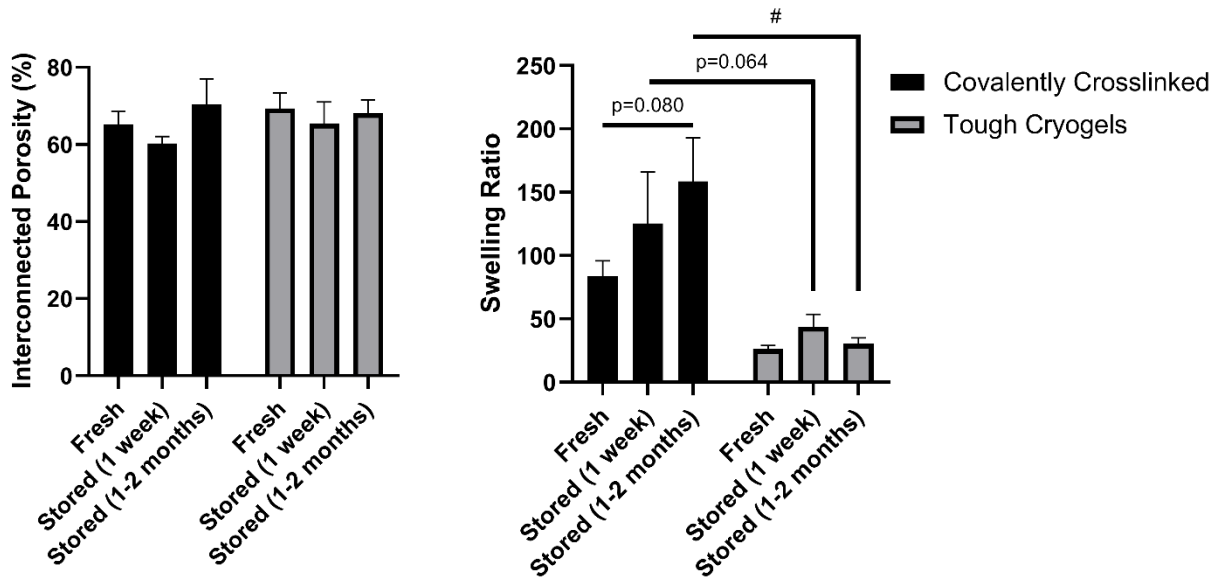 Interconnected Porosity (%)
80
60
40
20
0
Fresh
Stored (1 week)
Stored (1-2 months)
Fresh
Stored (1 week)
Stored (1-2 months)
Swelling Ratio
250
200
150
100
50
0
#
p=0.064
p=0.080
Fresh
Stored (1 week)
Stored (1-2 months)
Fresh
Stored (1 week)
Stored (1-2 months)
Covalently Crosslinked
Tough Cryogels